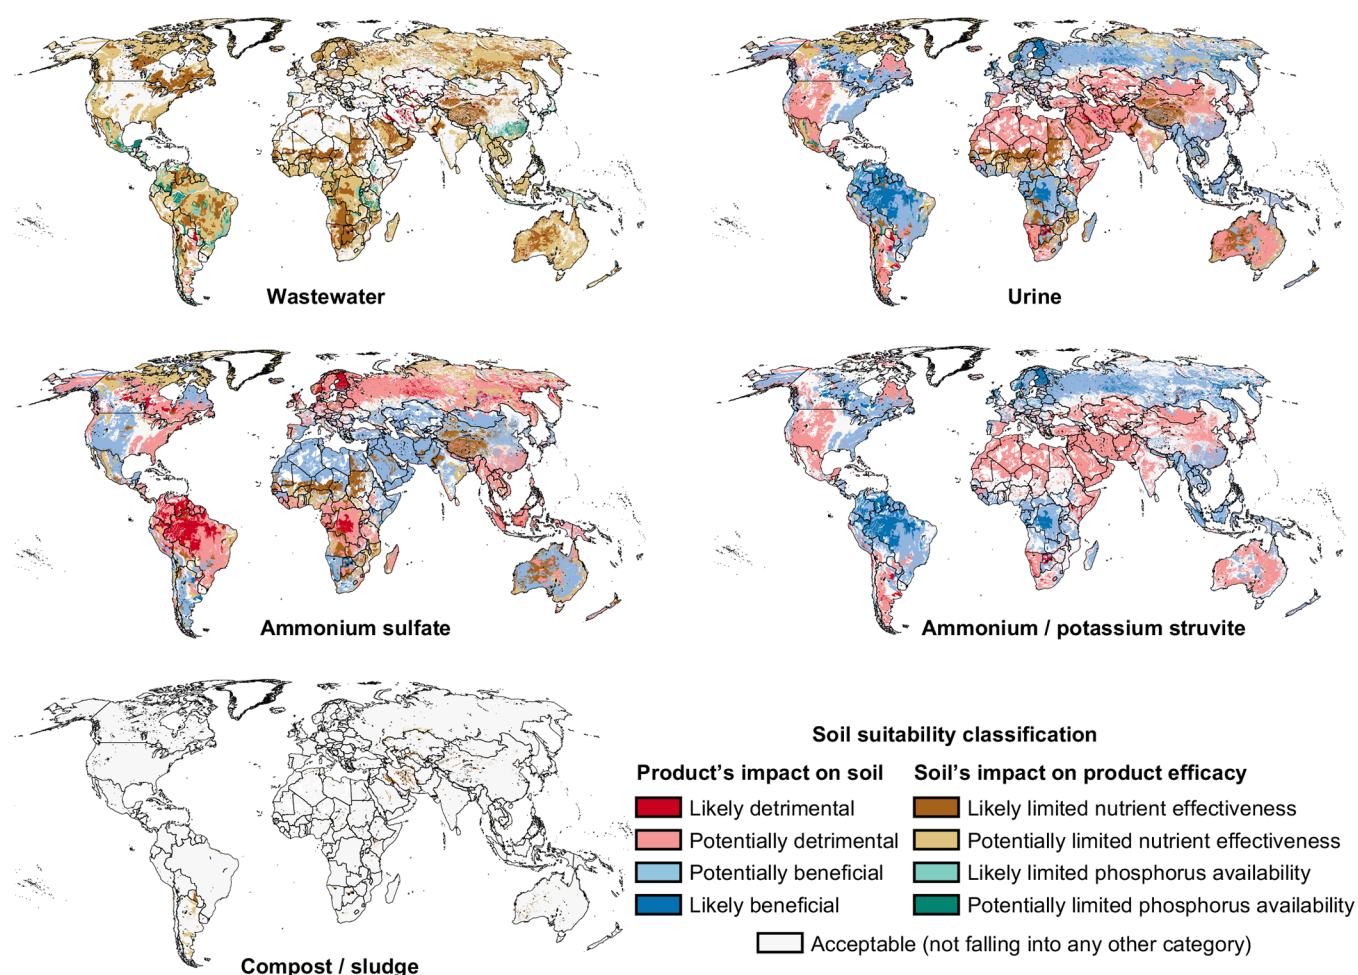 Wastewater
Urine
Ammonium sulfate
Ammonium / potassium struvite
Compost / sludge
Soil suitability classification
Product's impact on soil
Likely detrimental
Potentially detrimental
Potentially beneficial
Likely beneficial
Soil's impact on product efficacy
Likely limited nutrient effectiveness
Potentially limited nutrient effectiveness
Likely limited phosphorus availability
Potentially limited phosphorus availability
Acceptable (not falling into any other category)